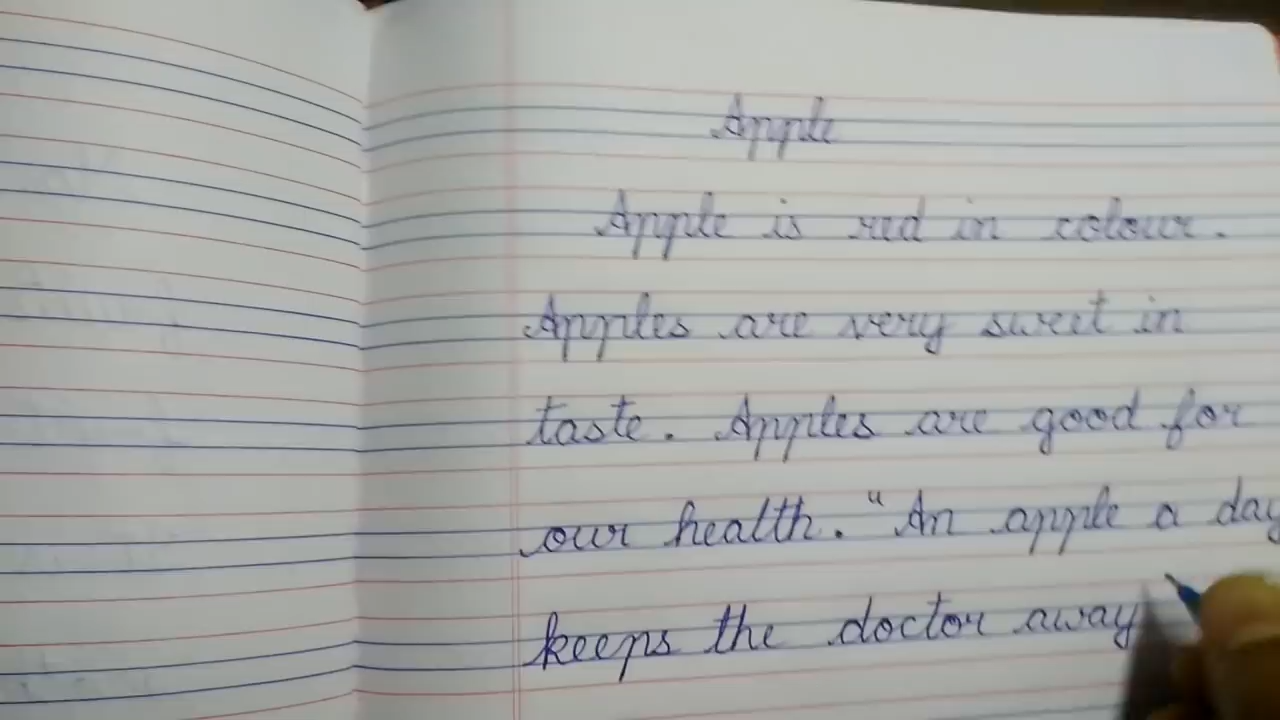 Apple
Apple is red in colour.
Apples are very sweet in
taste. Apples are good for
our health. "An apple a day
keeps the doctor away